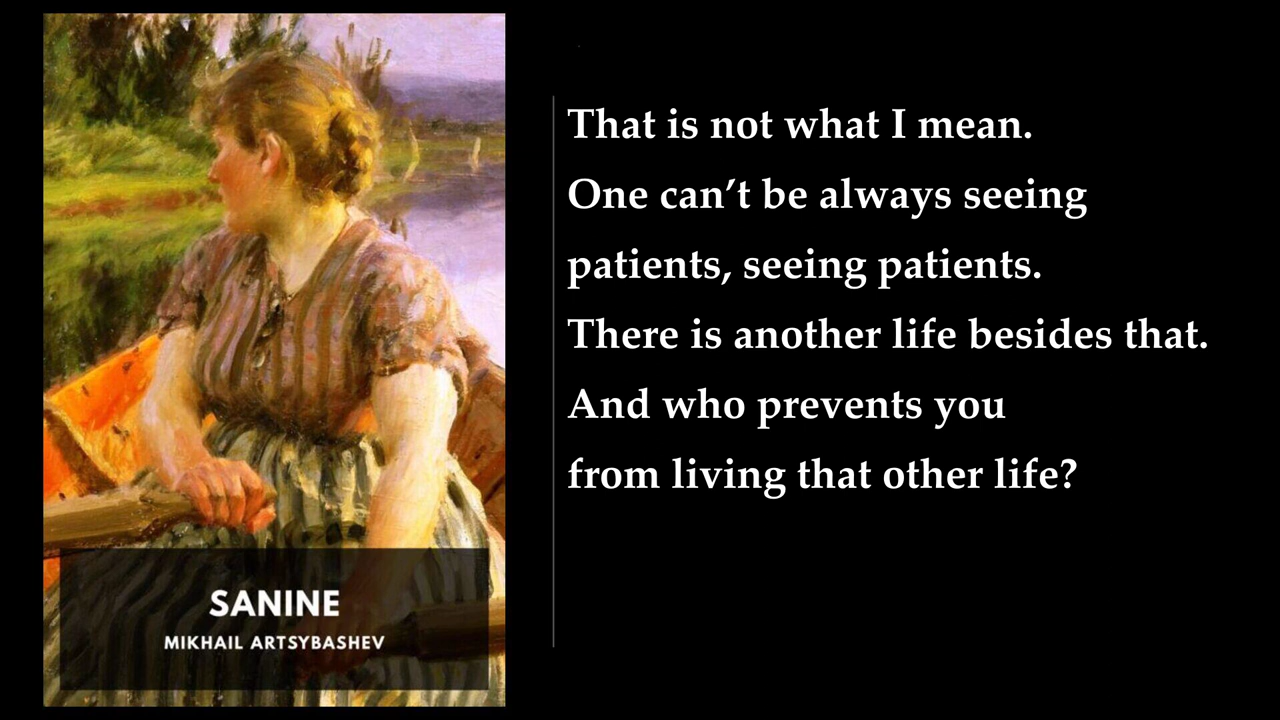 SANINE
MIKHAIL ARTSYBASHEV
That is not what I mean.
One can’t be always seeing
patients, seeing patients.
There is another life besides that.
And who prevents you
from living that other life?